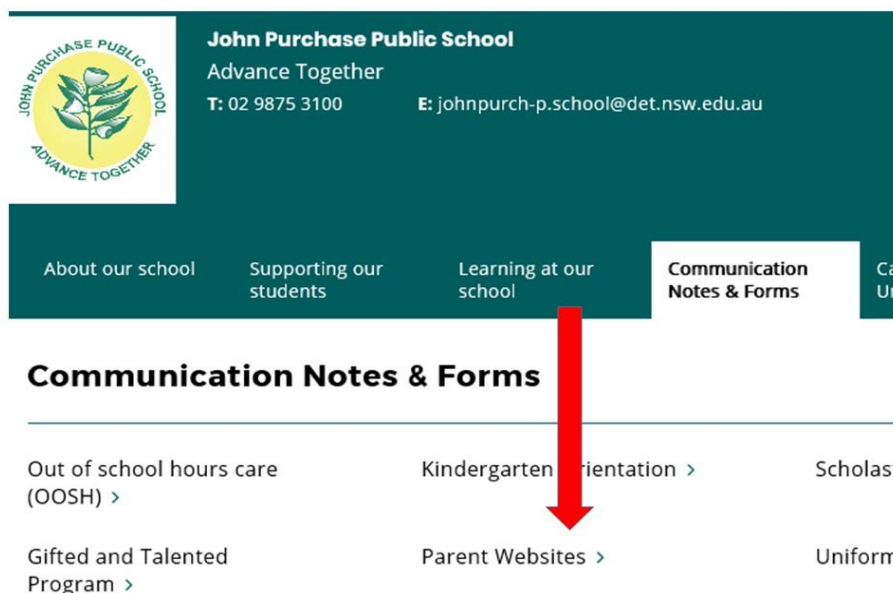 JOHN PURCHASE PUBLIC SCHOOL
ADVANCE TOGETHER
John Purchase Public School
Advance Together
T: 02 9875 3100 E: johnpurch-p.school@det.nsw.edu.au
About our school
Supporting our
students
Learning at our
school
Communication
Notes & Forms
Communication Notes & Forms
Out of school hours care
(OOSH) >
Kindergarten >
Gifted and Talented
Program >
Parent Websites >